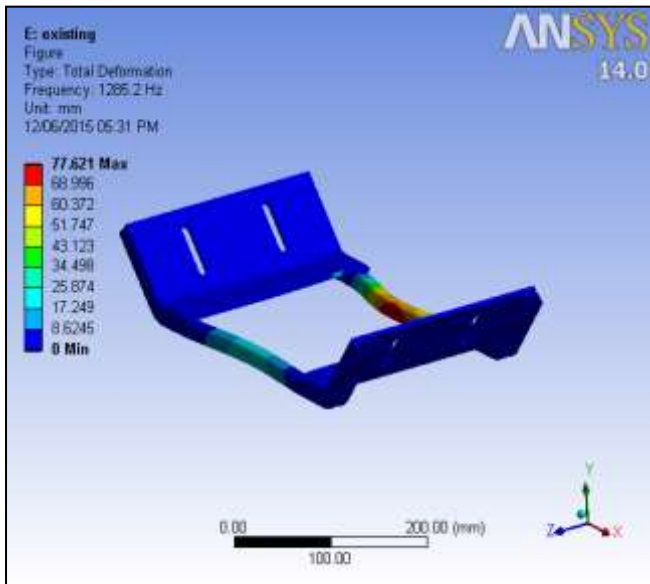 E: existing
Figure
Type: Total Deformation
Frequency: 1285.2 Hz
Unit: mm
12/06/2015 05:31 PM
ANSYS
14.0
77.621 Max
68.996
60.372
51.747
43.123
34.498
25.874
17.249
8.6245
0 Min
0.00
200.00 (mm)
100.00
Y
Z
X